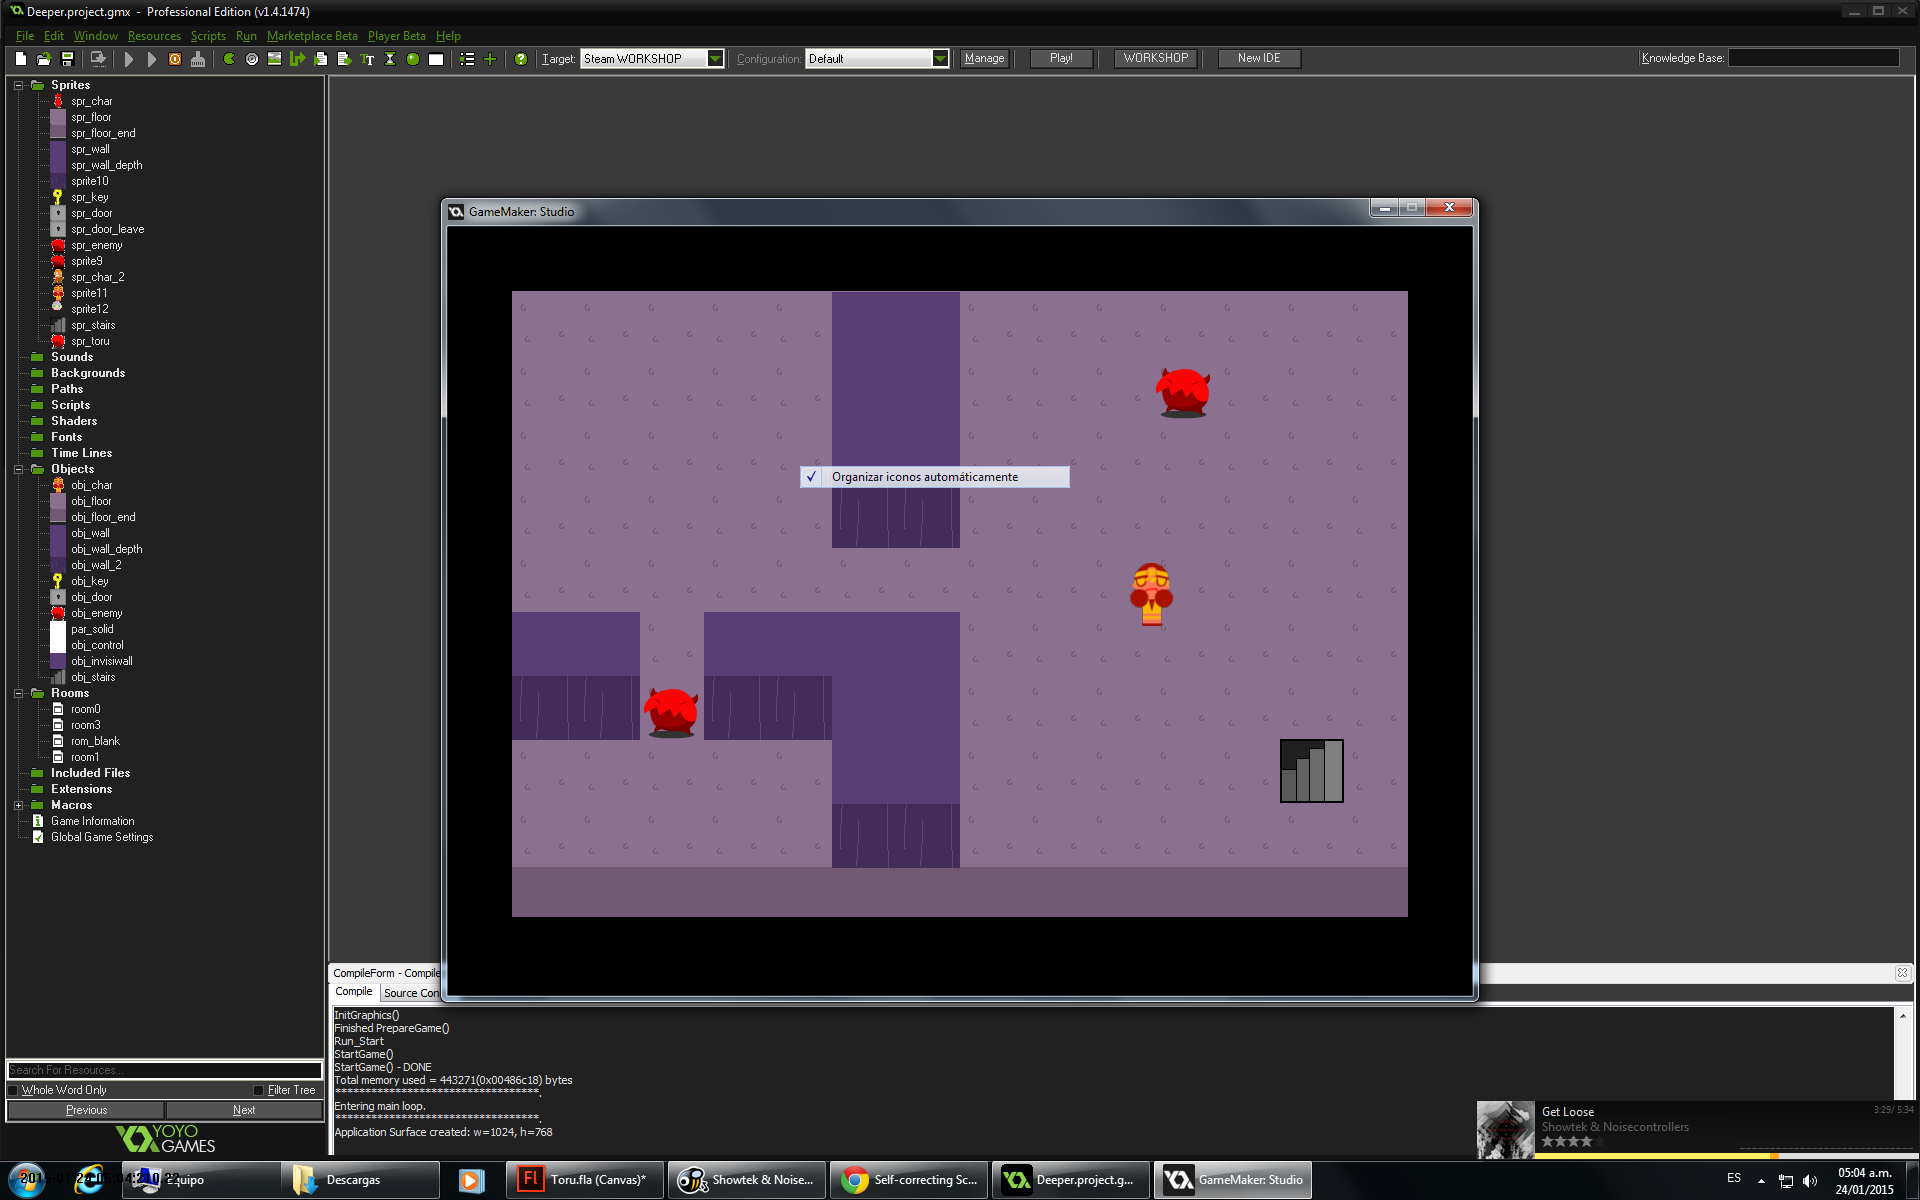 Deeper.project.gmx - Professional Edition (v1.4.1474)
File Edit Window Resources Scripts Run Marketplace Beta Player Beta Help
Target: Steam WORKSHOP Configuration: Default Manage Play! WORKSHOP New IDE Knowledge Base:
Sprites
spr_char
spr_floor
spr_floor_end
spr_wall
spr_wall_depth
sprite10
spr_key
spr_door
spr_door_leave
spr_enemy
sprite9
spr_char_2
sprite11
sprite12
spr_stairs
spr_toru
Sounds
Backgrounds
Paths
Scripts
Shaders
Fonts
Time Lines
Objects
obj_char
obj_floor
obj_floor_end
obj_wall
obj_wall_depth
obj_wall_2
obj_key
obj_door
obj_enemy
par_solid
obj_control
obj_invisiwall
obj_stairs
Rooms
room0
room3
rom_blank
room1
Included Files
Extensions
Macros
Game Information
Global Game Settings
Search For Resources...
Whole Word Only Filter Tree
Previous Next
YOYO
GAMES
GameMaker: Studio
Organizar iconos automáticamente
CompileForm - Compile
Compile Source Con
InitGraphics()
Finished PrepareGame()
Run_Start
StartGame()
StartGame() - DONE
Total memory used = 443271(0x00486c18) bytes
**********************************.
Entering main loop.
**********************************.
Application Surface created: w=1024, h=768
Get Loose 3:29/ 5:34
Showtek & Noisecontrollers
Equipo
Descargas
Toru.fla (Canvas)*
Showtek & Noise...
Self-correcting Sc...
Deeper.project.g...
GameMaker: Studio
ES
05:04 a.m.
24/01/2015